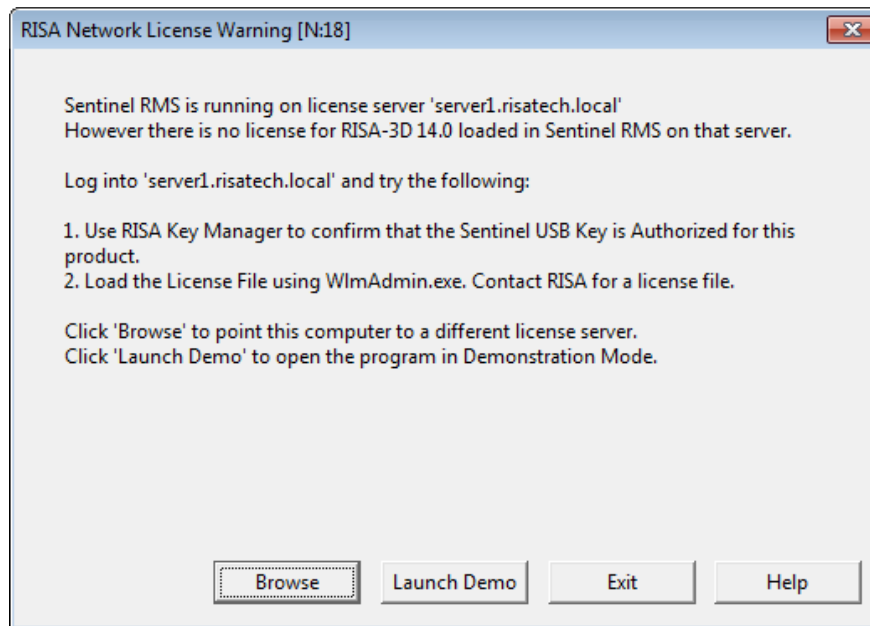 RISA Network License Warning [N:18]
Sentinel RMS is running on license server 'server1.risatech.local'
However there is no license for RISA-3D 14.0 loaded in Sentinel RMS on that server.
Log into 'server1.risatech.local' and try the following:
1. Use RISA Key Manager to confirm that the Sentinel USB Key is Authorized for this
product.
2. Load the License File using WlmAdmin.exe. Contact RISA for a license file.
Click 'Browse' to point this computer to a different license server.
Click 'Launch Demo' to open the program in Demonstration Mode.
Browse Launch Demo Exit Help